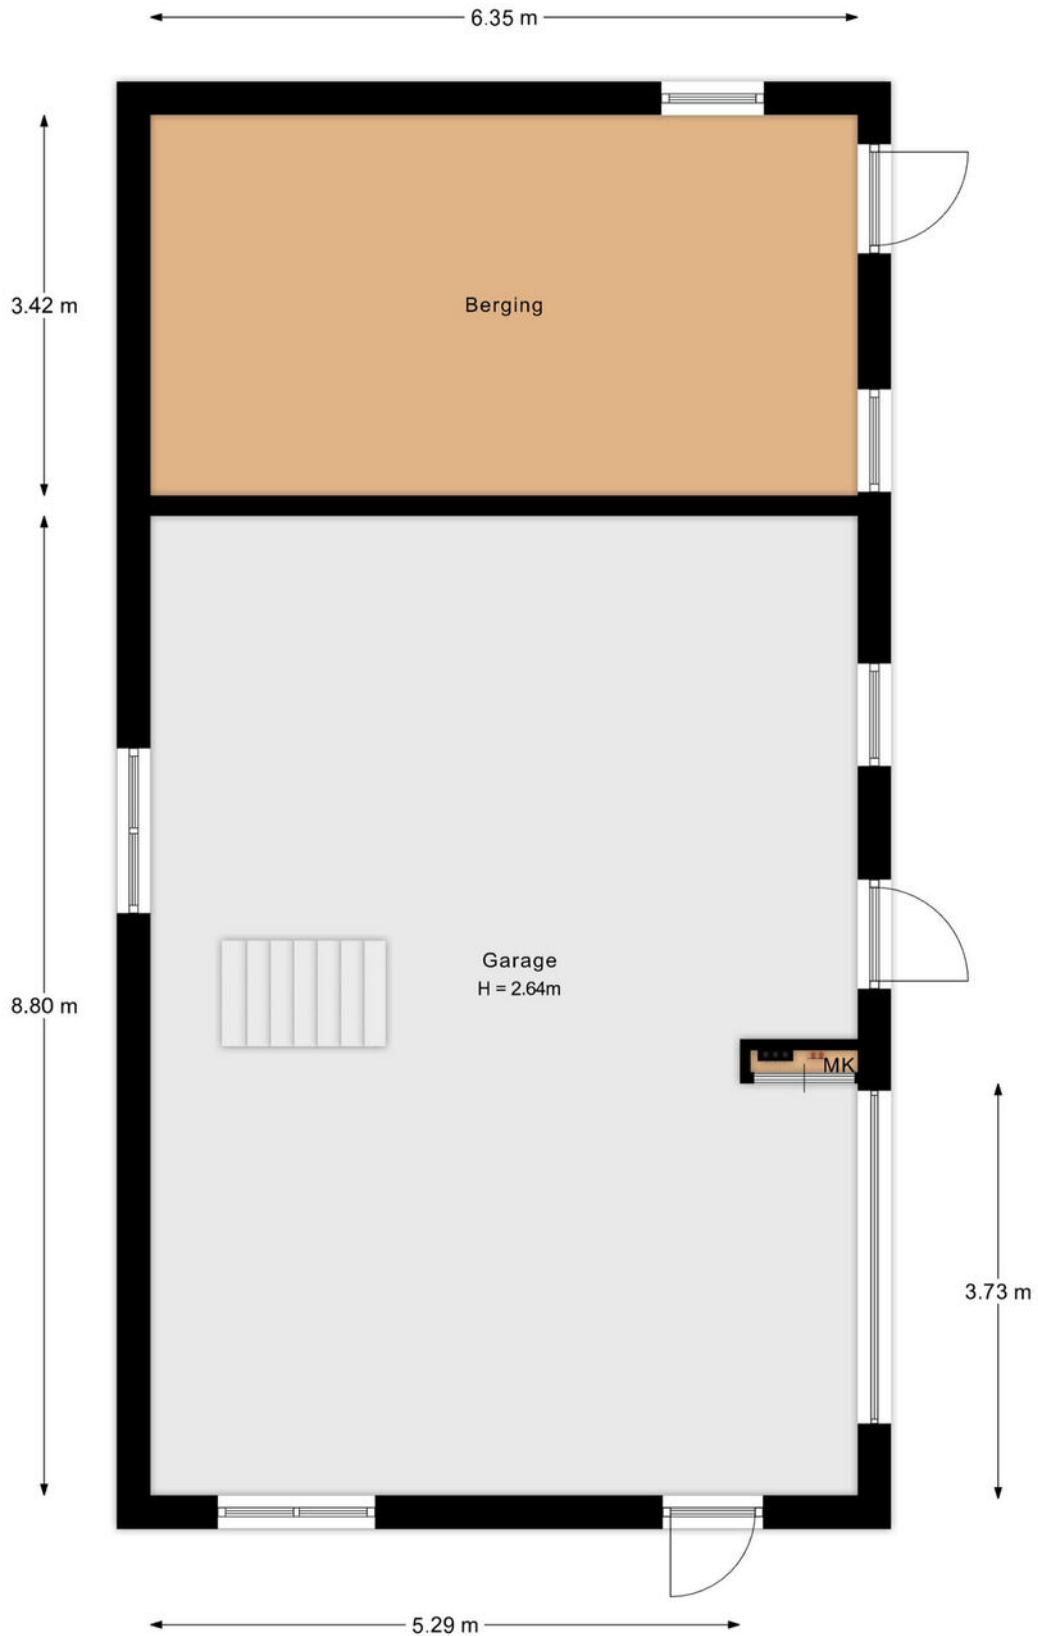 6.35 m
3.42 m
Berging
8.80 m
Garage
H = 2.64m
MK
3.73 m
5.29 m